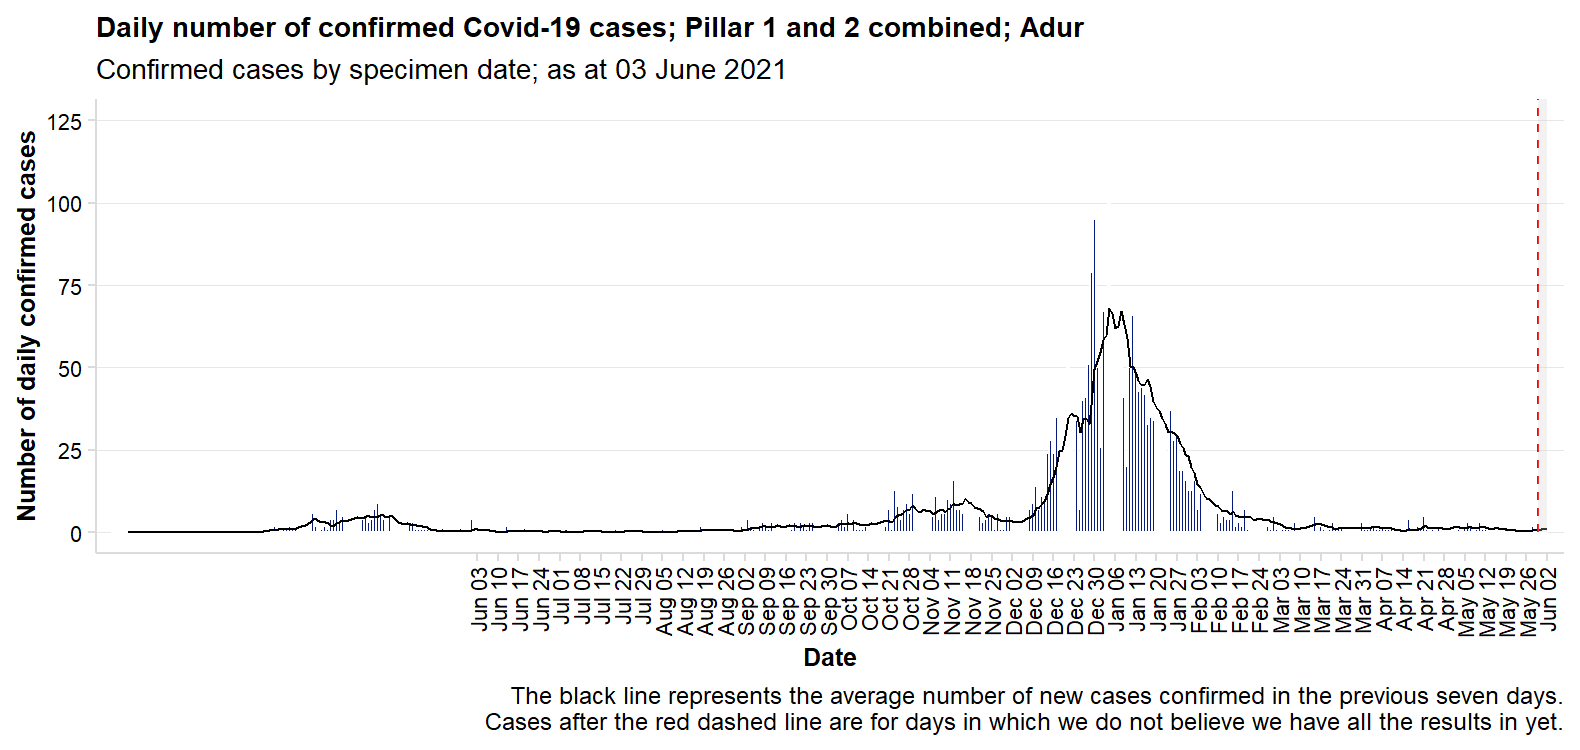 Daily number of confirmed Covid-19 cases; Pillar 1 and 2 combined; Adur
Confirmed cases by specimen date; as at 03 June 2021
Number of daily confirmed cases
125
100
75
50
25
0
Jun 03
Jun 10
Jun 17
Jun 24
Jul 01
Jul 08
Jul 15
Jul 22
Jul 29
Aug 05
Aug 12
Aug 19
Aug 26
Sep 02
Sep 09
Sep 16
Sep 23
Sep 30
Oct 07
Oct 14
Oct 21
Oct 28
Nov 04
Nov 11
Nov 18
Nov 25
Dec 02
Dec 09
Dec 16
Dec 23
Dec 30
Jan 06
Jan 13
Jan 20
Jan 27
Feb 03
Feb 10
Feb 17
Feb 24
Mar 03
Mar 10
Mar 17
Mar 24
Mar 31
Apr 07
Apr 14
Apr 21
Apr 28
May 05
May 12
May 19
May 26
Jun 02
Date
The black line represents the average number of new cases confirmed in the previous seven days.
Cases after the red dashed line are for days in which we do not believe we have all the results in yet.